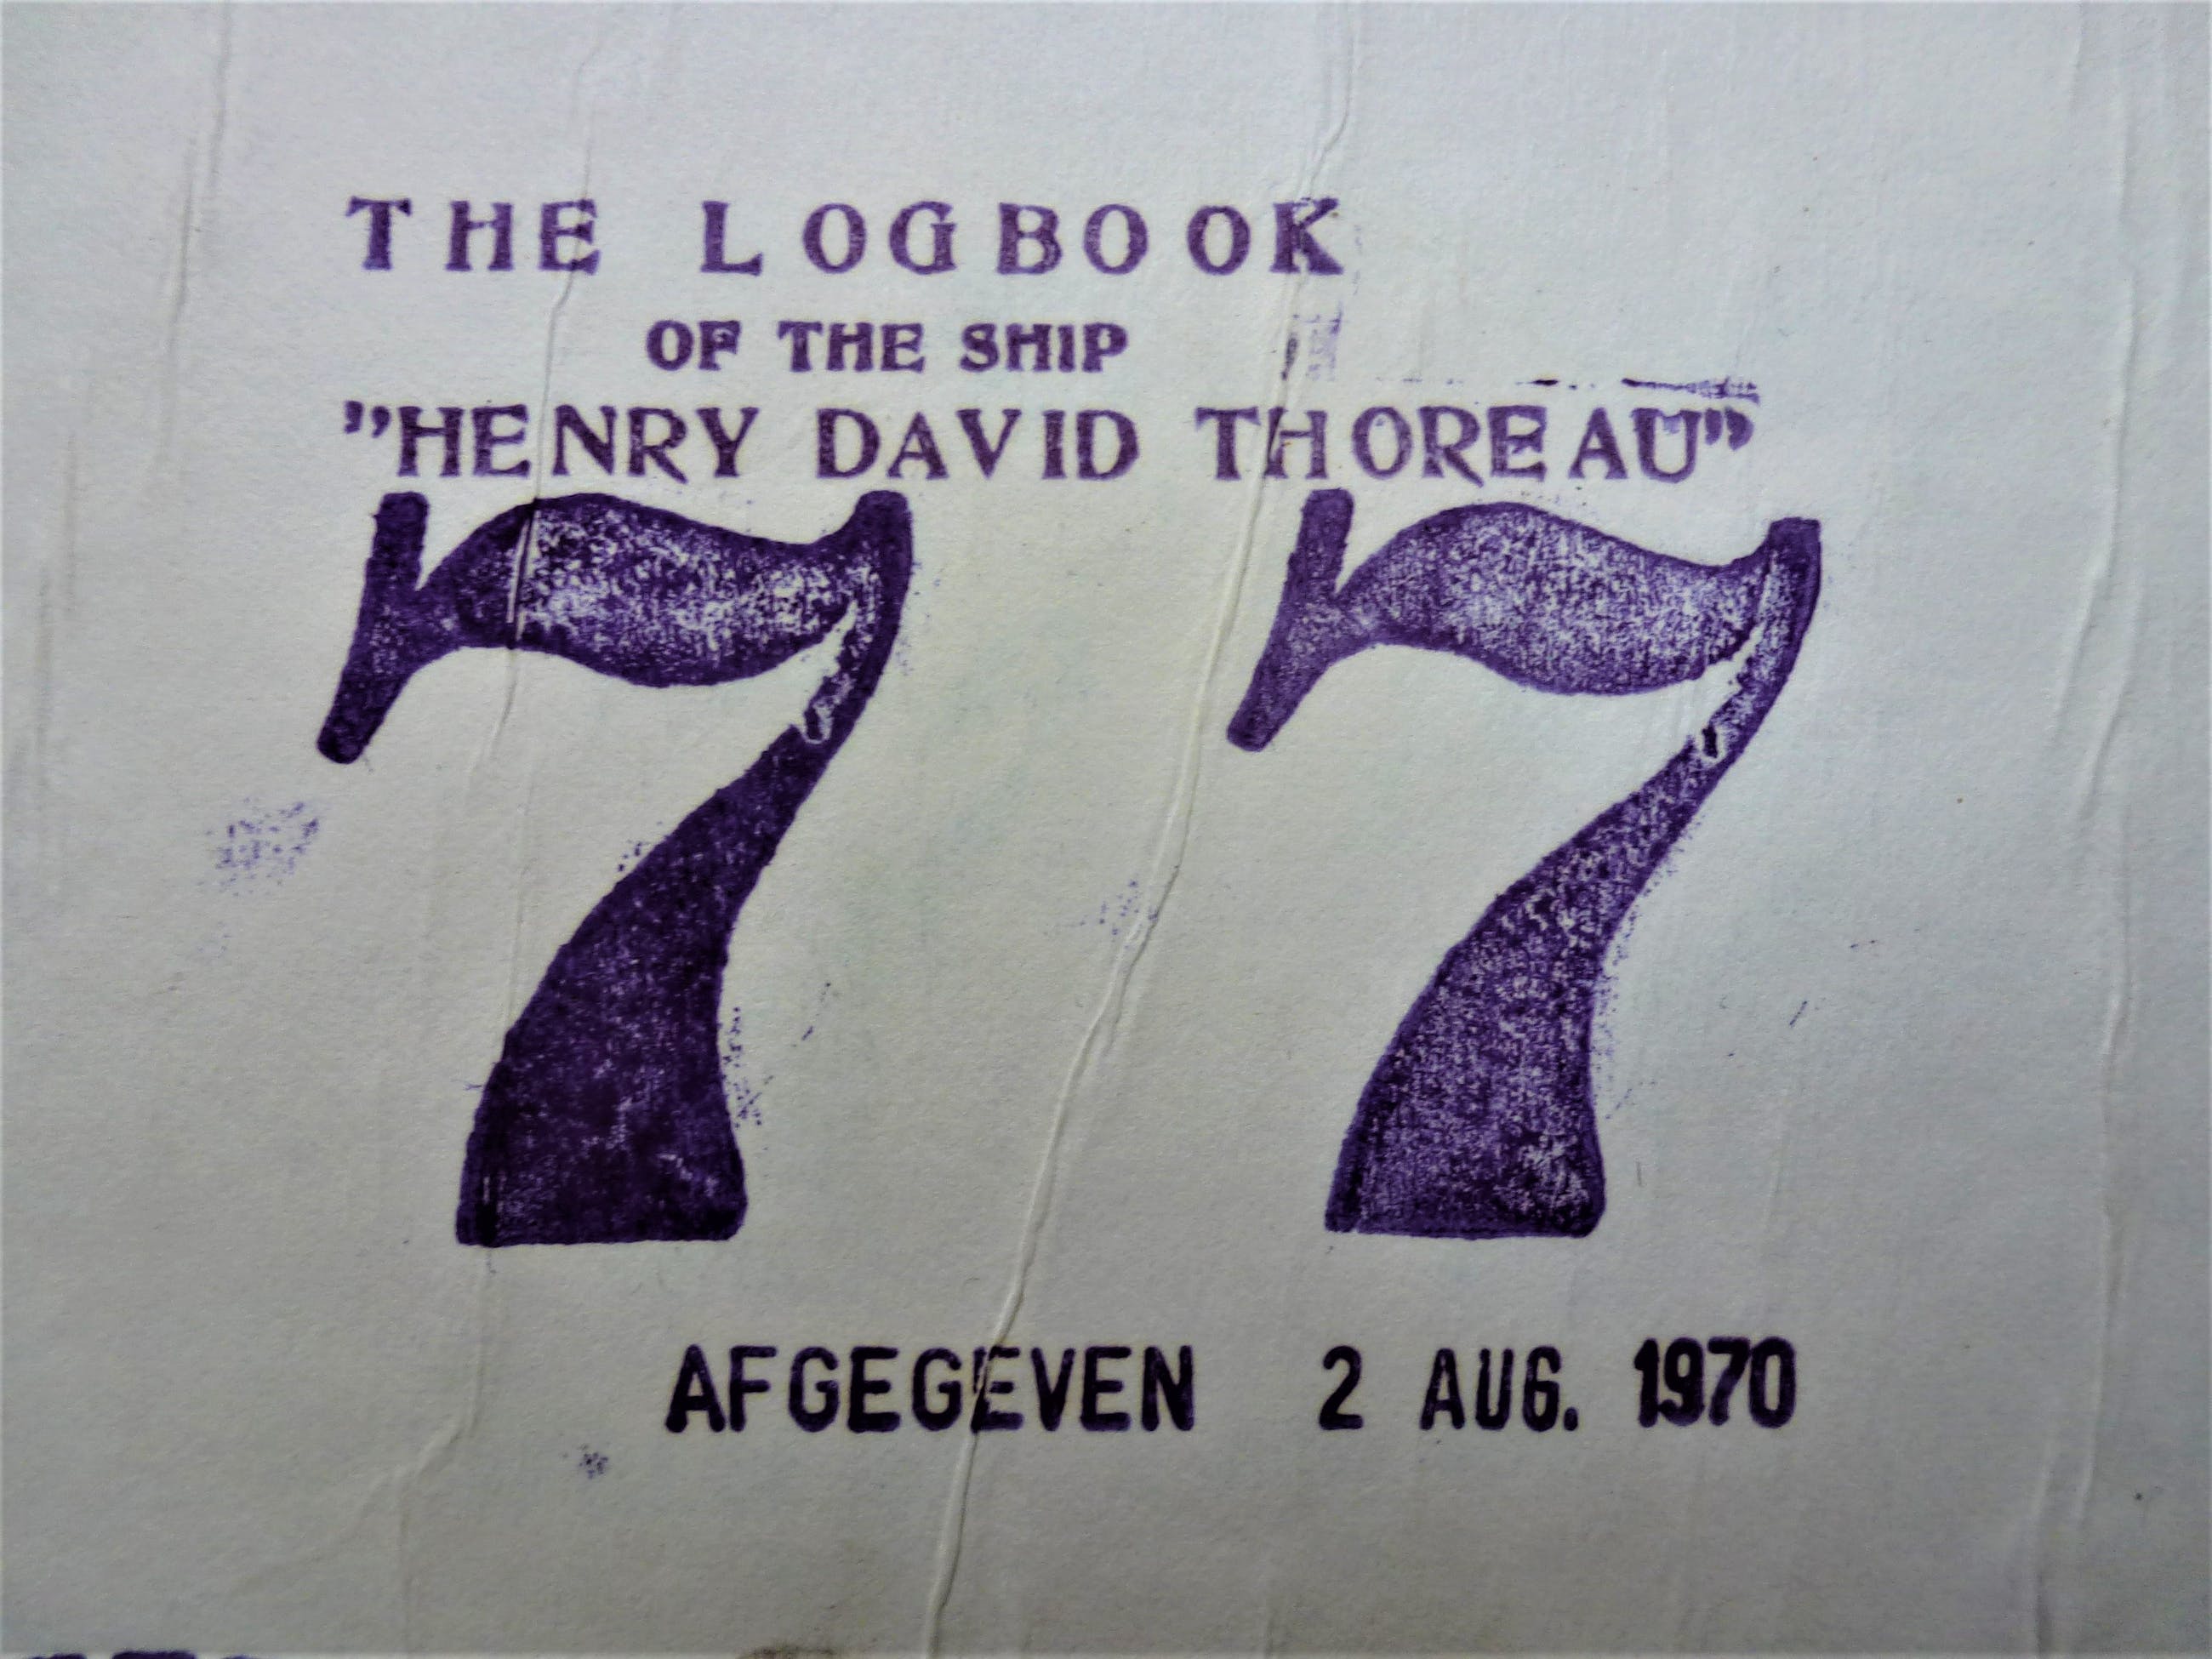 THE LOGBOOK
OF THE SHIP
"HENRY DAVID THOREAU"
77
AFGEGEVEN 2 AUG. 1970